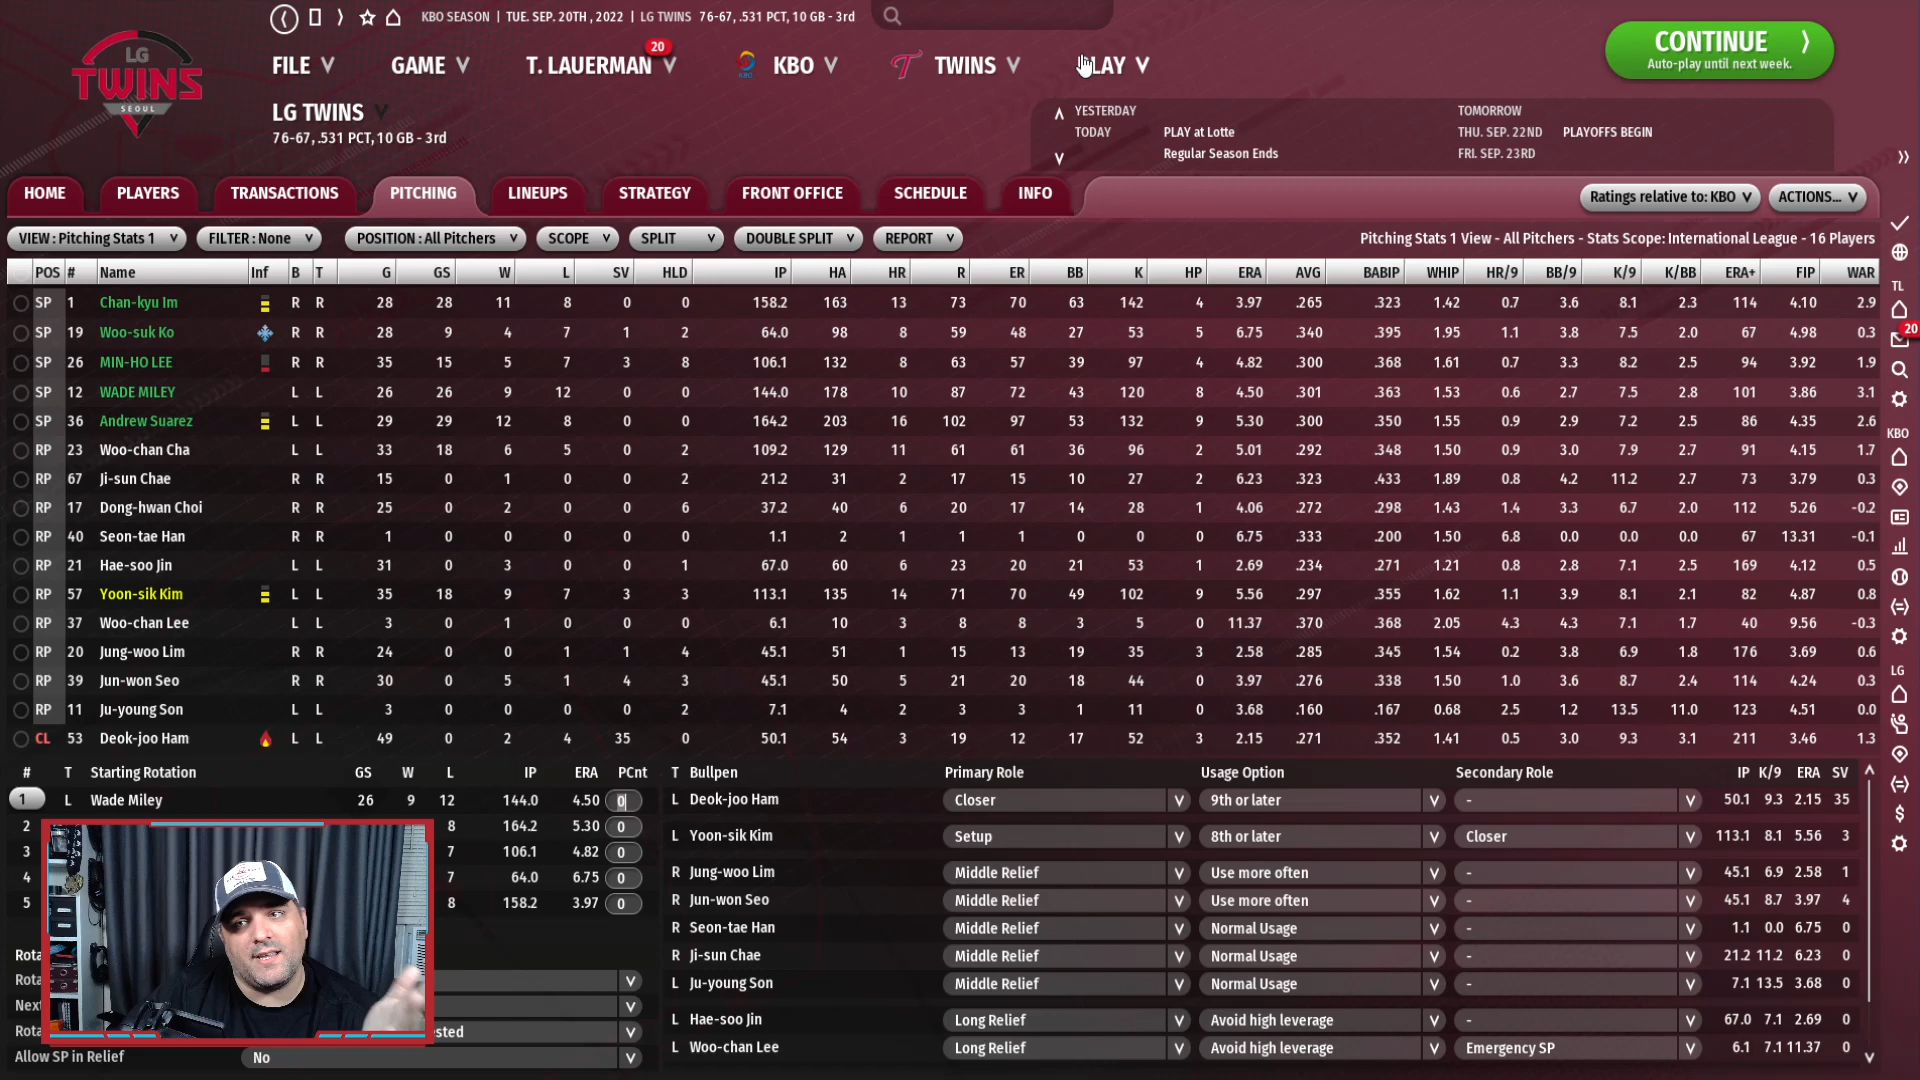 KBO SEASON | TUE. SEP. 20TH , 2022 | LG TWINS 76-67, .531 PCT, 10 GB - 3rd
LG TWINS SEOUL
FILE GAME T. LAUERMAN 20 KBO TWINS LAY
CONTINUE
Auto-play until next week.
LG TWINS
76-67, .531 PCT, 10 GB - 3rd
YESTERDAY TOMORROW
TODAY PLAY at Lotte THU. SEP. 22ND PLAYOFFS BEGIN
Regular Season Ends FRI. SEP. 23RD
HOME PLAYERS TRANSACTIONS PITCHING LINEUPS STRATEGY FRONT OFFICE SCHEDULE INFO Ratings relative to: KBO ACTIONS...
VIEW : Pitching Stats 1 FILTER : None POSITION : All Pitchers SCOPE SPLIT DOUBLE SPLIT REPORT Pitching Stats 1 View - All Pitchers - Stats Scope: International League - 16 Players
POS # Name Inf B T G GS W L SV HLD IP HA HR R ER BB K HP ERA AVG BABIP WHIP HR/9 BB/9 K/9 K/BB ERA+ FIP WAR
SP 1 Chan-kyu Im R R 28 28 11 8 0 0 158.2 163 13 73 70 63 142 4 3.97 .265 .323 1.42 0.7 3.6 8.1 2.3 114 4.10 2.9
SP 19 Woo-suk Ko R R 28 9 4 7 1 2 64.0 98 8 59 48 27 53 5 6.75 .340 .395 1.95 1.1 3.8 7.5 2.0 67 4.98 0.3
SP 26 MIN-HO LEE R R 35 15 5 7 3 8 106.1 132 8 63 57 39 97 4 4.82 .300 .368 1.61 0.7 3.3 8.2 2.5 94 3.92 1.9
SP 12 WADE MILEY L L 26 26 9 12 0 0 144.0 178 10 87 72 43 120 8 4.50 .301 .363 1.53 0.6 2.7 7.5 2.8 101 3.86 3.1
SP 36 Andrew Suarez L L 29 29 12 8 0 0 164.2 203 16 102 97 53 132 9 5.30 .300 .350 1.55 0.9 2.9 7.2 2.5 86 4.35 2.6
RP 23 Woo-chan Cha L L 33 18 6 5 0 2 109.2 129 11 61 61 36 96 2 5.01 .292 .348 1.50 0.9 3.0 7.9 2.7 91 4.15 1.7
RP 67 Ji-sun Chae R R 15 0 1 0 0 2 21.2 31 2 17 15 10 27 2 6.23 .323 .433 1.89 0.8 4.2 11.2 2.7 73 3.79 0.3
RP 17 Dong-hwan Choi R R 25 0 2 0 0 6 37.2 40 6 20 17 14 28 1 4.06 .272 .298 1.43 1.4 3.3 6.7 2.0 112 5.26 -0.2
RP 40 Seon-tae Han R R 1 0 0 0 0 0 1.1 2 1 1 1 0 0 0 6.75 .333 .200 1.50 6.8 0.0 0.0 0.0 67 13.31 -0.1
RP 21 Hae-soo Jin L L 31 0 3 0 0 1 67.0 60 6 23 20 21 53 1 2.69 .234 .271 1.21 0.8 2.8 7.1 2.5 169 4.12 0.5
RP 57 Yoon-sik Kim L L 35 18 9 7 3 3 113.1 135 14 71 70 49 102 9 5.56 .297 .355 1.62 1.1 3.9 8.1 2.1 82 4.87 0.8
RP 37 Woo-chan Lee L L 3 0 1 0 0 0 6.1 10 3 8 8 3 5 0 11.37 .370 .368 2.05 4.3 4.3 7.1 1.7 40 9.56 -0.3
RP 20 Jung-woo Lim R R 24 0 0 1 1 4 45.1 51 1 15 13 19 35 3 2.58 .285 .345 1.54 0.2 3.8 6.9 1.8 176 3.69 0.6
RP 39 Jun-won Seo R R 30 0 5 1 4 3 45.1 50 5 21 20 18 44 0 3.97 .276 .338 1.50 1.0 3.6 8.7 2.4 114 4.24 0.3
RP 11 Ju-young Son L L 3 0 0 0 0 2 7.1 4 2 3 3 1 11 0 3.68 .160 .167 0.68 2.5 1.2 13.5 11.0 123 4.51 0.0
CL 53 Deok-joo Ham L L 49 0 2 4 35 0 50.1 54 3 19 12 17 52 3 2.15 .271 .352 1.41 0.5 3.0 9.3 3.1 211 3.46 1.3
# T Starting Rotation GS W L IP ERA PCnt
1 L Wade Miley 26 9 12 144.0 4.50 0
2 8 164.2 5.30 0
3 7 106.1 4.82 0
4 7 64.0 6.75 0
5 8 158.2 3.97 0
Rota
Rota
Next
Rota ested
Allow SP in Relief No
T Bullpen Primary Role Usage Option Secondary Role IP K/9 ERA SV
L Deok-joo Ham Closer 9th or later - 50.1 9.3 2.15 35
L Yoon-sik Kim Setup 8th or later Closer 113.1 8.1 5.56 3
R Jung-woo Lim Middle Relief Use more often - 45.1 6.9 2.58 1
R Jun-won Seo Middle Relief Use more often - 45.1 8.7 3.97 4
R Seon-tae Han Middle Relief Normal Usage - 1.1 0.0 6.75 0
R Ji-sun Chae Middle Relief Normal Usage - 21.2 11.2 6.23 0
L Ju-young Son Middle Relief Normal Usage - 7.1 13.5 3.68 0
L Hae-soo Jin Long Relief Avoid high leverage - 67.0 7.1 2.69 0
L Woo-chan Lee Long Relief Avoid high leverage Emergency SP 6.1 7.1 11.37 0
TL
20
KBO
LG